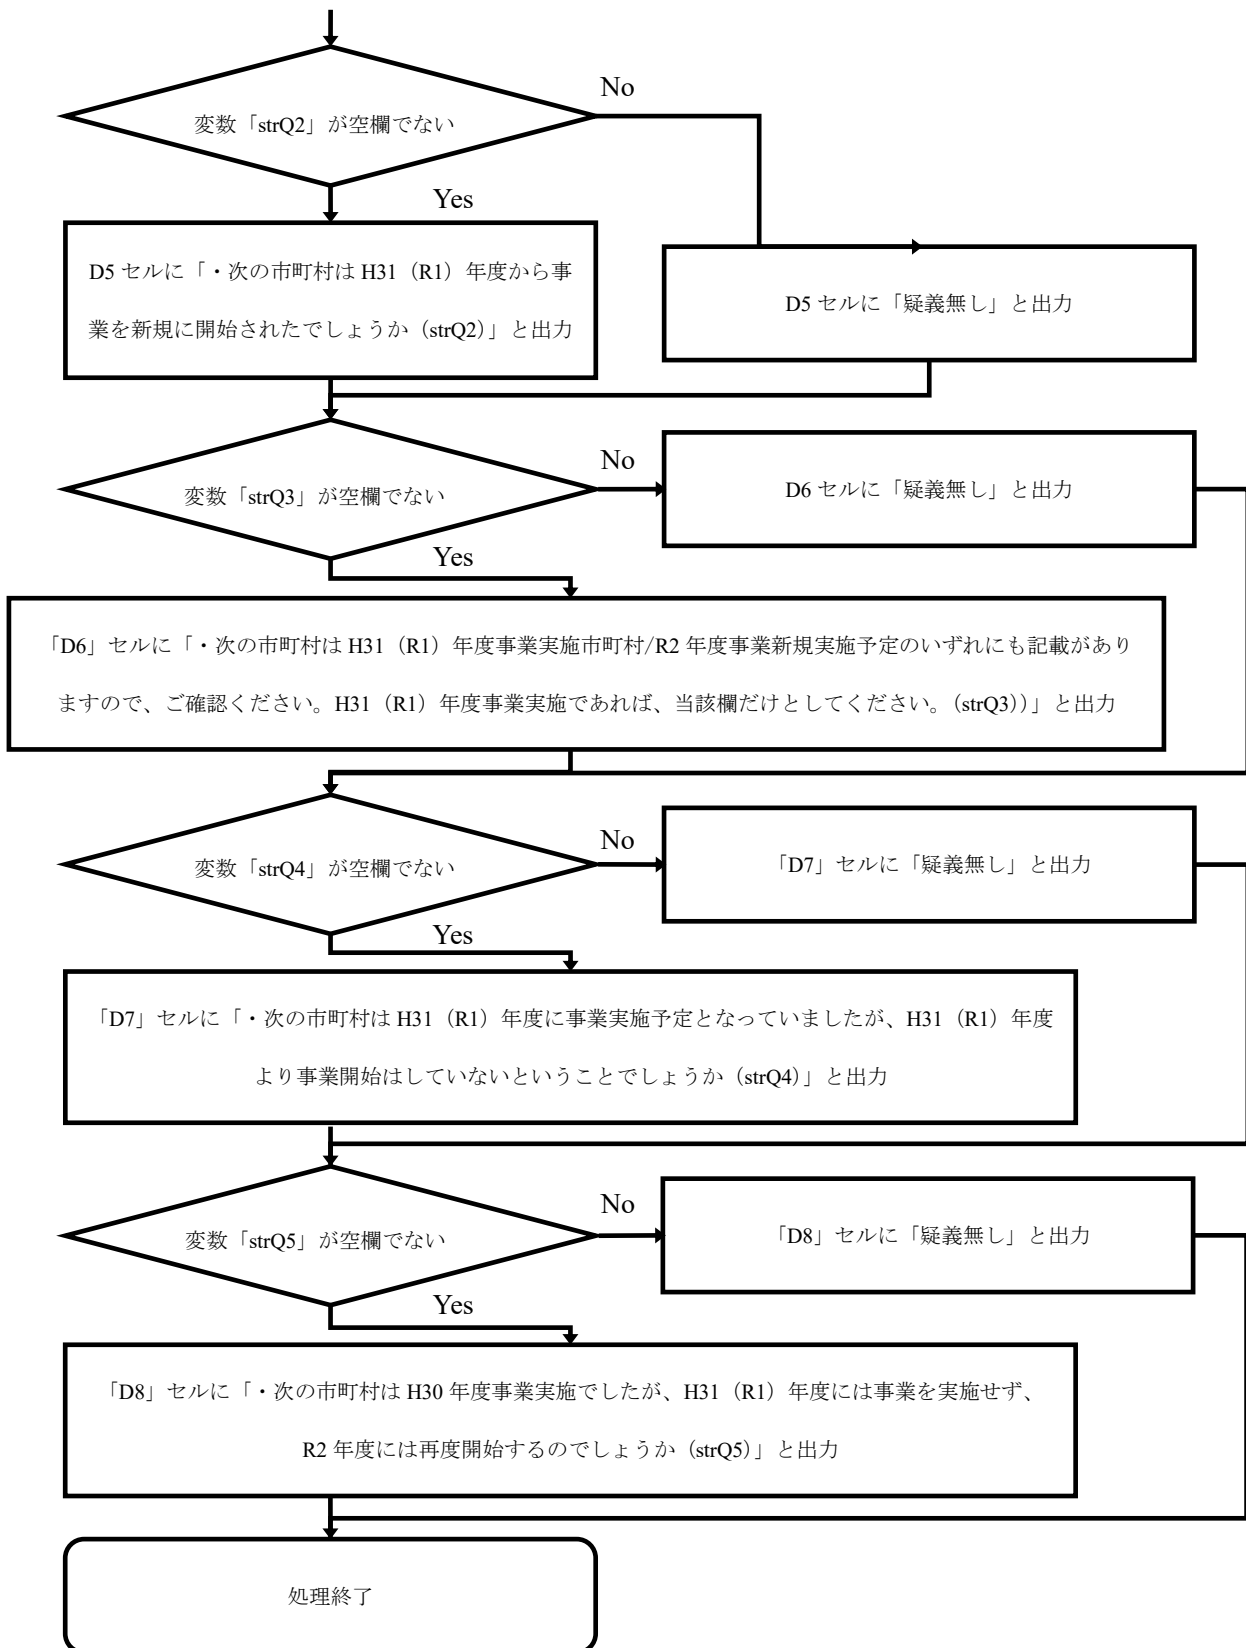 変数「strQ2」が空欄でない
No
Yes
D5 セルに「・次の市町村は H31（R1）年度から事
業を新規に開始されたでしょうか（strQ2）」と出力
D5 セルに「疑義無し」と出力
変数「strQ3」が空欄でない
No
D6 セルに「疑義無し」と出力
Yes
「D6」セルに「・次の市町村は H31（R1）年度事業実施市町村/R2 年度事業新規実施予定のいずれにも記載があり
ますので、ご確認ください。H31（R1）年度事業実施であれば、当該欄だけとしてください。（strQ3））」と出力
変数「strQ4」が空欄でない
No
「D7」セルに「疑義無し」と出力
Yes
「D7」セルに「・次の市町村は H31（R1）年度に事業実施予定となっていましたが、H31（R1）年度
より事業開始はしていないということでしょうか（strQ4）」と出力
変数「strQ5」が空欄でない
No
「D8」セルに「疑義無し」と出力
Yes
「D8」セルに「・次の市町村は H30 年度事業実施でしたが、H31（R1）年度には事業を実施せず、
R2 年度には再度開始するのでしょうか（strQ5）」と出力
処理終了